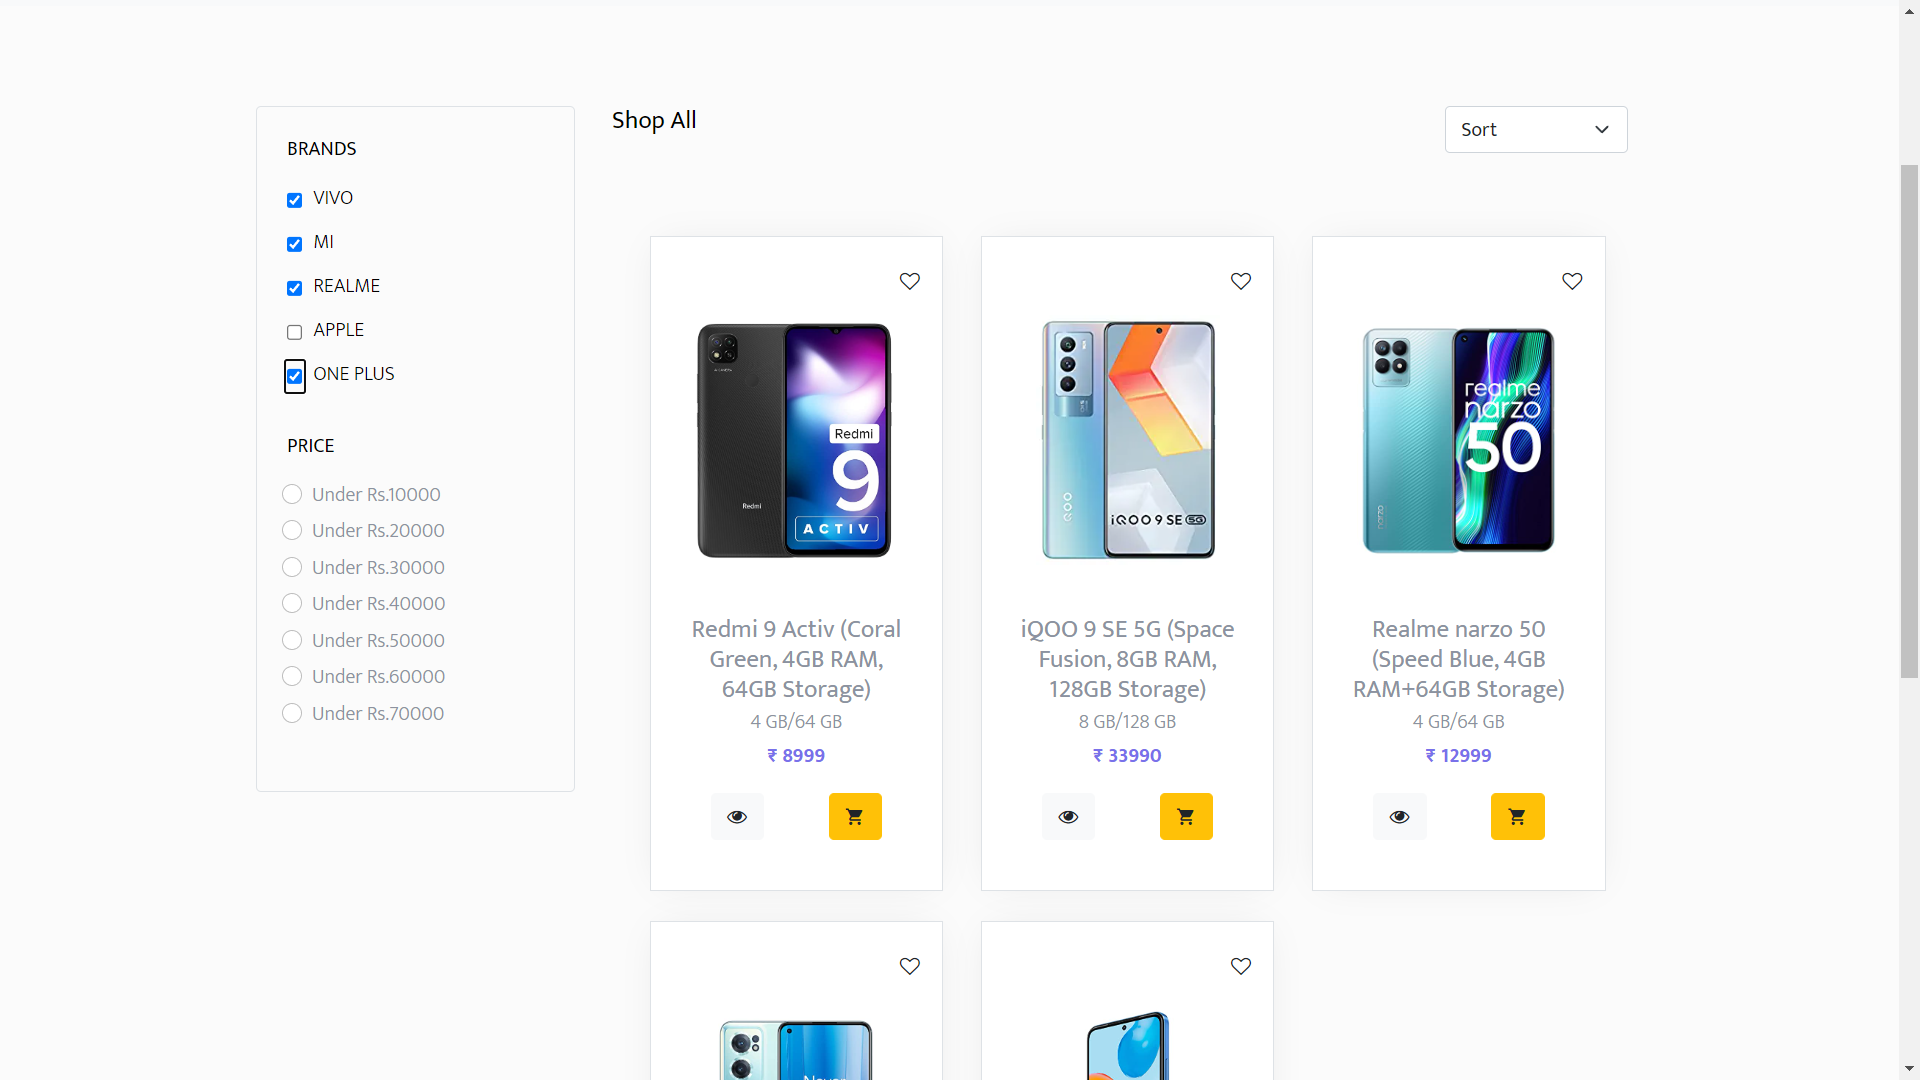 BRANDS
VIVO
MI
REALME
APPLE
ONE PLUS
PRICE
Under Rs.10000
Under Rs.20000
Under Rs.30000
Under Rs.40000
Under Rs.50000
Under Rs.60000
Under Rs.70000
Shop All
Sort
Redmi
9
ACTIV
Redmi
Redmi 9 Activ (Coral
Green, 4GB RAM,
64GB Storage)
4 GB/64 GB
₹ 8999
iQOO
iQOO 9 SE 5G
iQOO 9 SE 5G (Space
Fusion, 8GB RAM,
128GB Storage)
8 GB/128 GB
₹ 33990
realme
narzo
50
narzo
Realme narzo 50
(Speed Blue, 4GB
RAM+64GB Storage)
4 GB/64 GB
₹ 12999